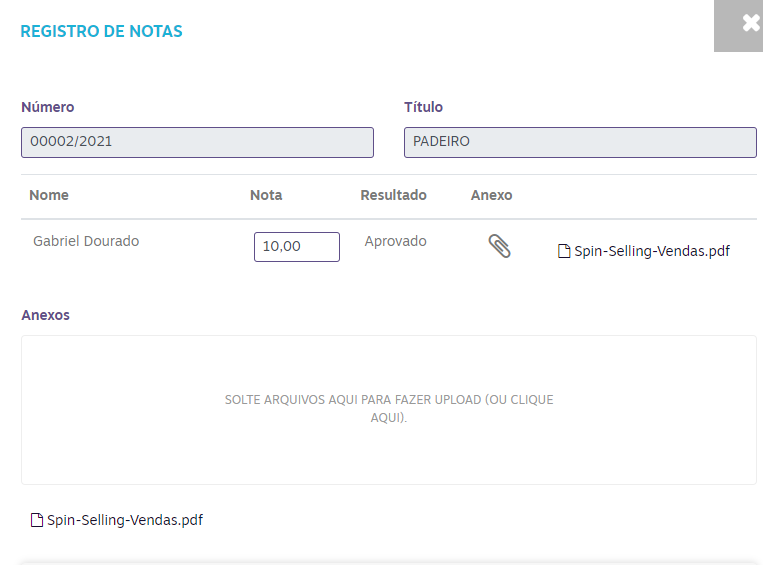 REGISTRO DE NOTAS
Número Título
00002/2021 PADEIRO
Nome Nota Resultado Anexo
Gabriel Dourado 10,00 Aprovado Spin-Selling-Vendas.pdf
Anexos
SOLTE ARQUIVOS AQUI PARA FAZER UPLOAD (OU CLIQUE
AQUI).
Spin-Selling-Vendas.pdf